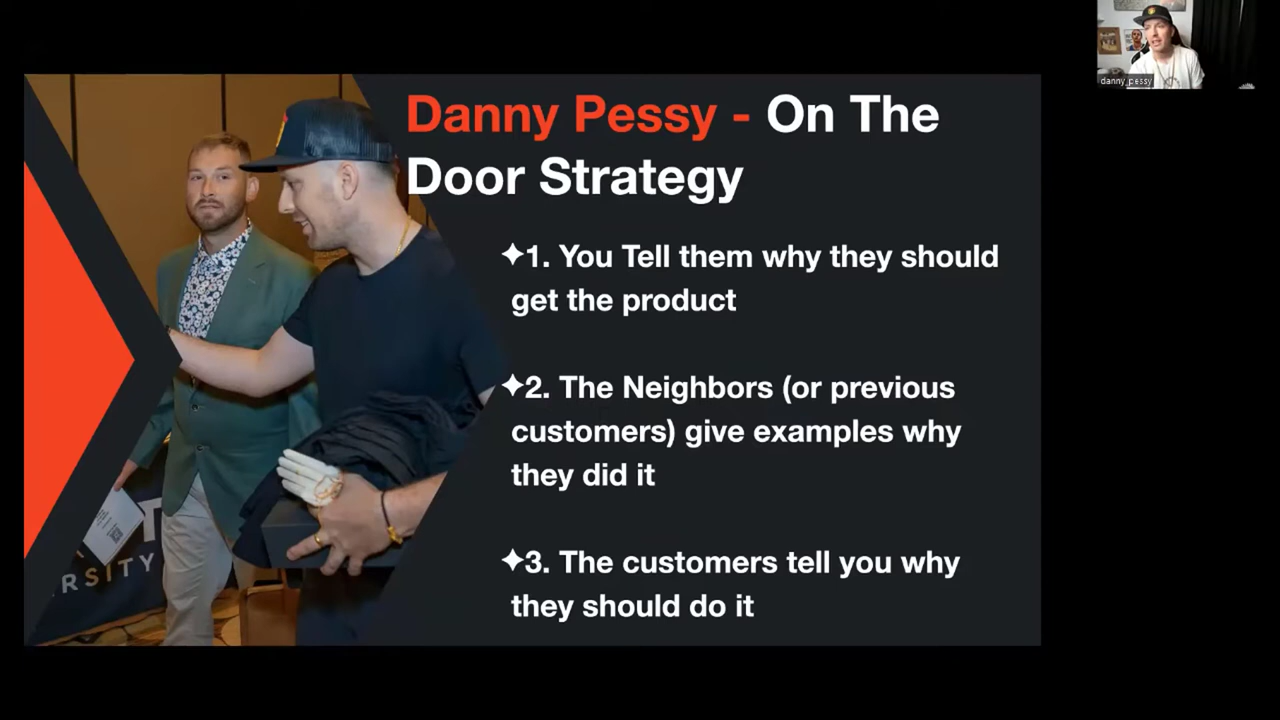 danny pessy
Danny Pessy - On The
Door Strategy
✦1. You Tell them why they should
get the product
✦2. The Neighbors (or previous
customers) give examples why
they did it
✦3. The customers tell you why
they should do it
RSITY